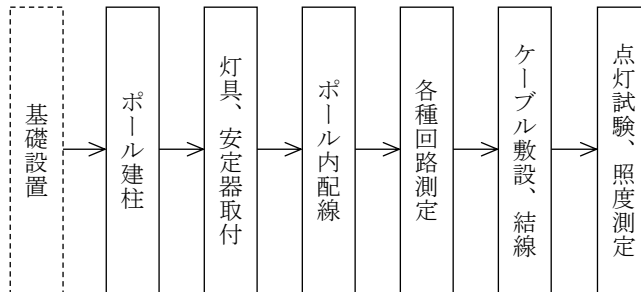 基礎設置
ポール建柱
灯具、安定器取付
ポール内配線
各種回路測定
ケーブル敷設、結線
点灯試験、照度測定